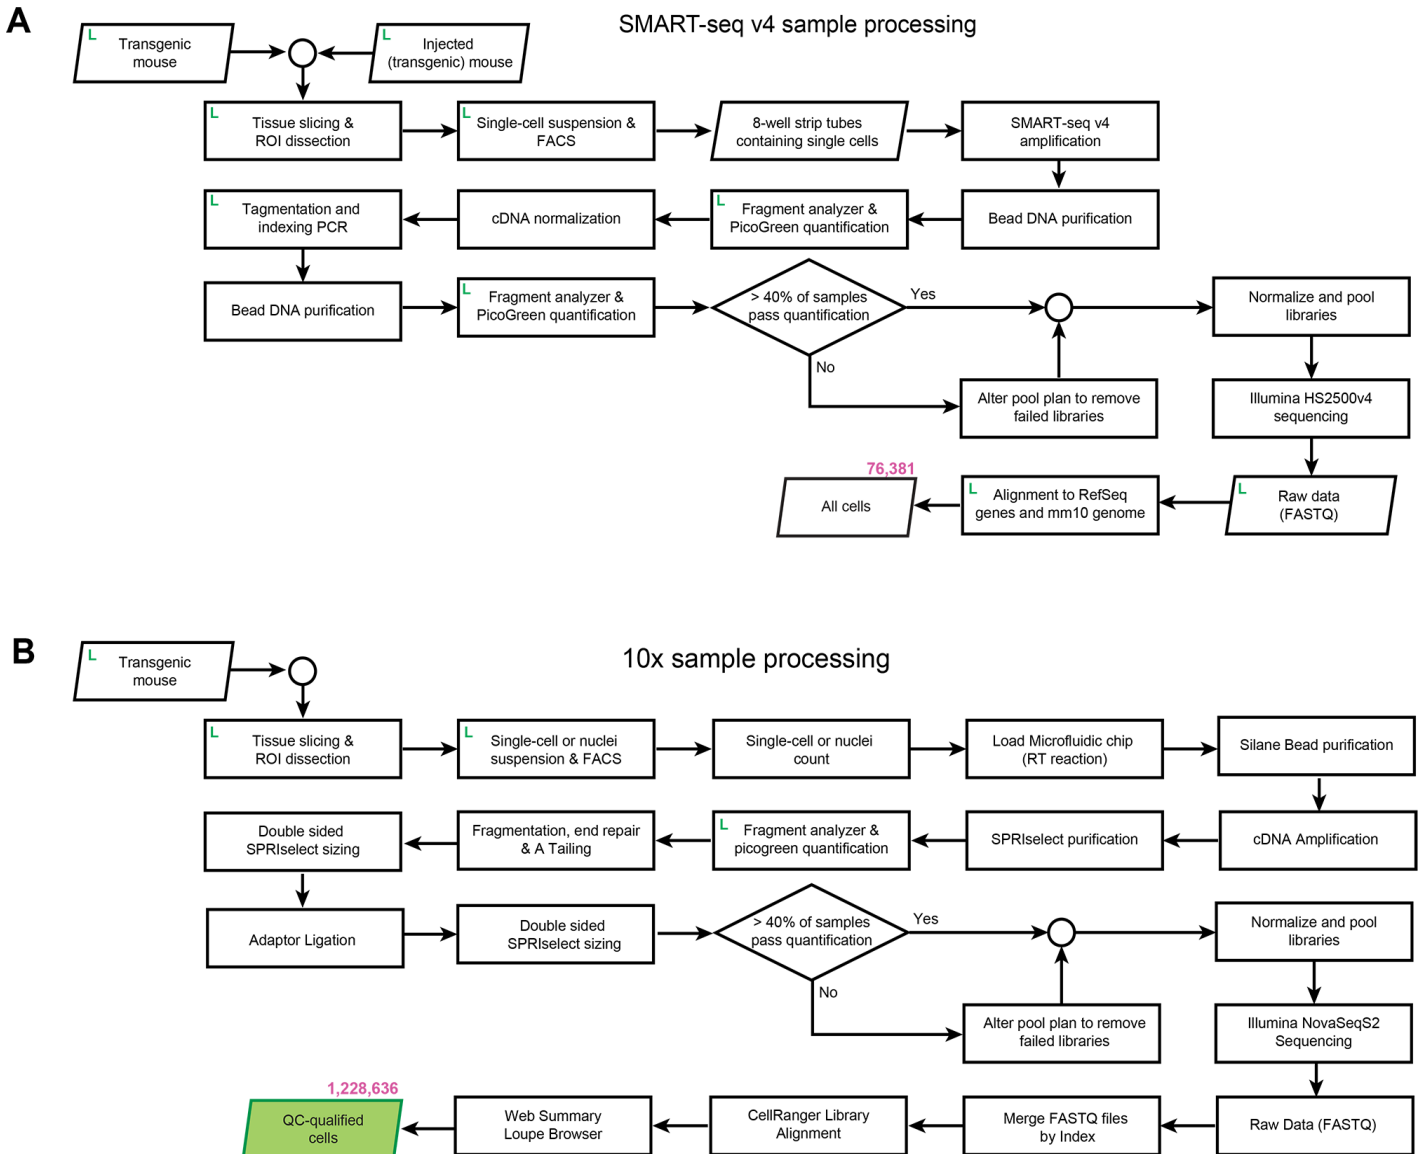 A
SMART-seq v4 sample processing
L
Transgenic
mouse
L
Injected
(transgenic) mouse
L
Tissue slicing &
ROI dissection
L
Single-cell suspension &
FACS
8-well strip tubes
containing single cells
SMART-seq v4
amplification
L
Tagmentation and
indexing PCR
cDNA normalization
L
Fragment analyzer &
PicoGreen quantification
Bead DNA purification
Bead DNA purification
L
Fragment analyzer &
PicoGreen quantification
> 40% of samples
pass quantification
Yes
No
Normalize and pool
libraries
Alter pool plan to remove
failed libraries
Illumina HS2500v4
sequencing
76,381
All cells
L
Alignment to RefSeq
genes and mm10 genome
L
Raw data
(FASTQ)
B
10x sample processing
L
Transgenic
mouse
L
Tissue slicing &
ROI dissection
L
Single-cell or nuclei
suspension & FACS
Single-cell or nuclei
count
Load Microfluidic chip
(RT reaction)
Silane Bead purification
Double sided
SPRIselect sizing
Fragmentation, end repair
& A Tailing
L
Fragment analyzer &
picogreen quantification
SPRIselect purification
cDNA Amplification
Adaptor Ligation
Double sided
SPRIselect sizing
> 40% of samples
pass quantification
Yes
No
Normalize and pool
libraries
Alter pool plan to remove
failed libraries
Illumina NovaSeqS2
Sequencing
1,228,636
QC-qualified
cells
Web Summary
Loupe Browser
CellRanger Library
Alignment
Merge FASTQ files
by Index
Raw Data (FASTQ)